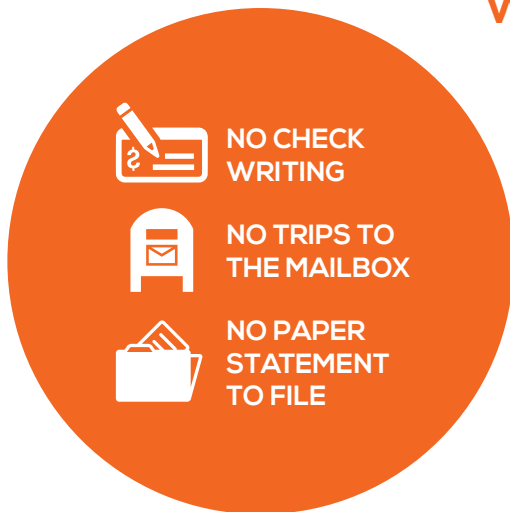 NO CHECK
WRITING
NO TRIPS TO
THE MAILBOX
NO PAPER
STATEMENT
TO FILE